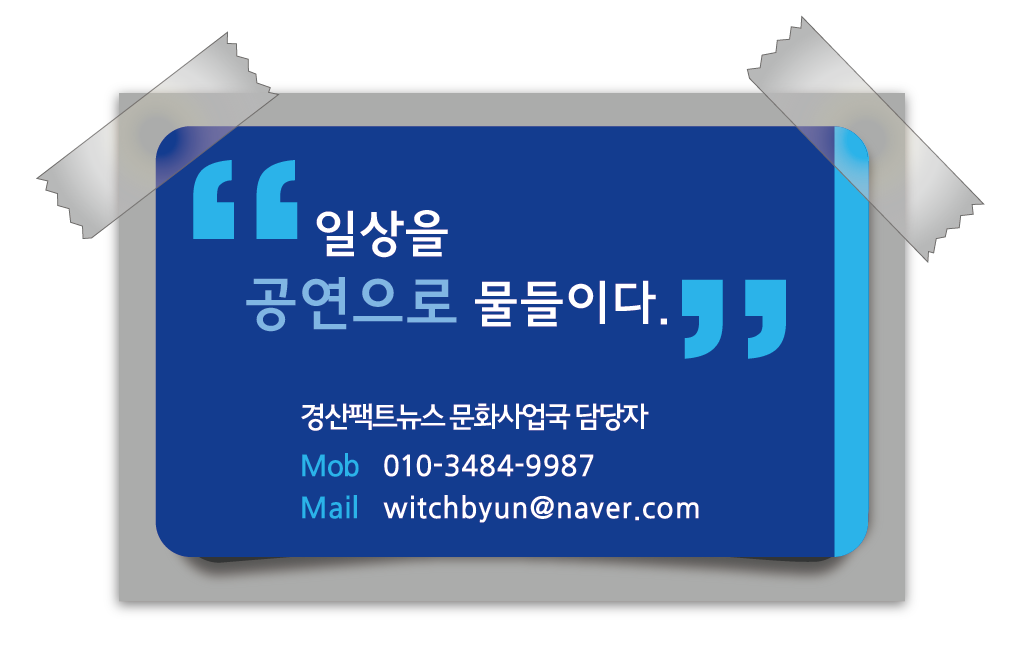 “ 일상을
공연으로 물들이다. ”
경산팩트뉴스 문화사업국 담당자
Mob 010-3484-9987
Mail witchbyun@naver.com